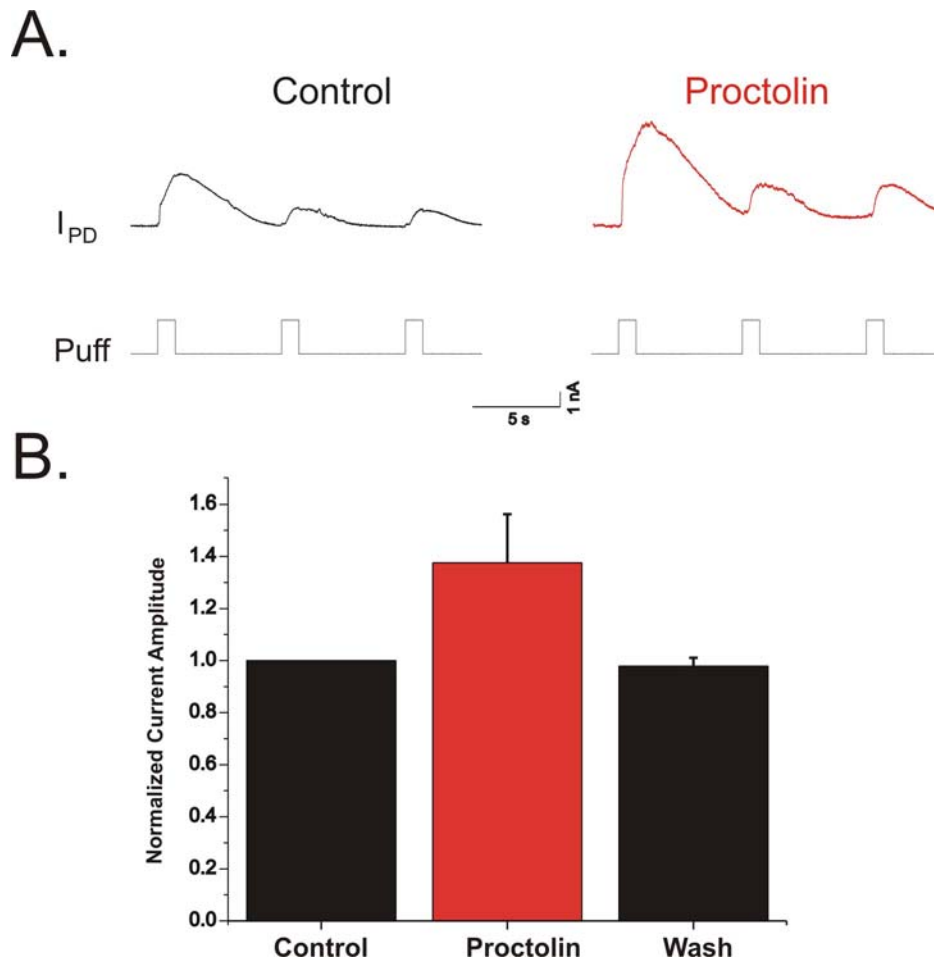 A.
Control Proctolin
I_PD
Puff
5 s
1 nA
B.
Normalized Current Amplitude
1.6
1.4
1.2
1.0
0.8
0.6
0.4
0.2
0.0
Control Proctolin Wash